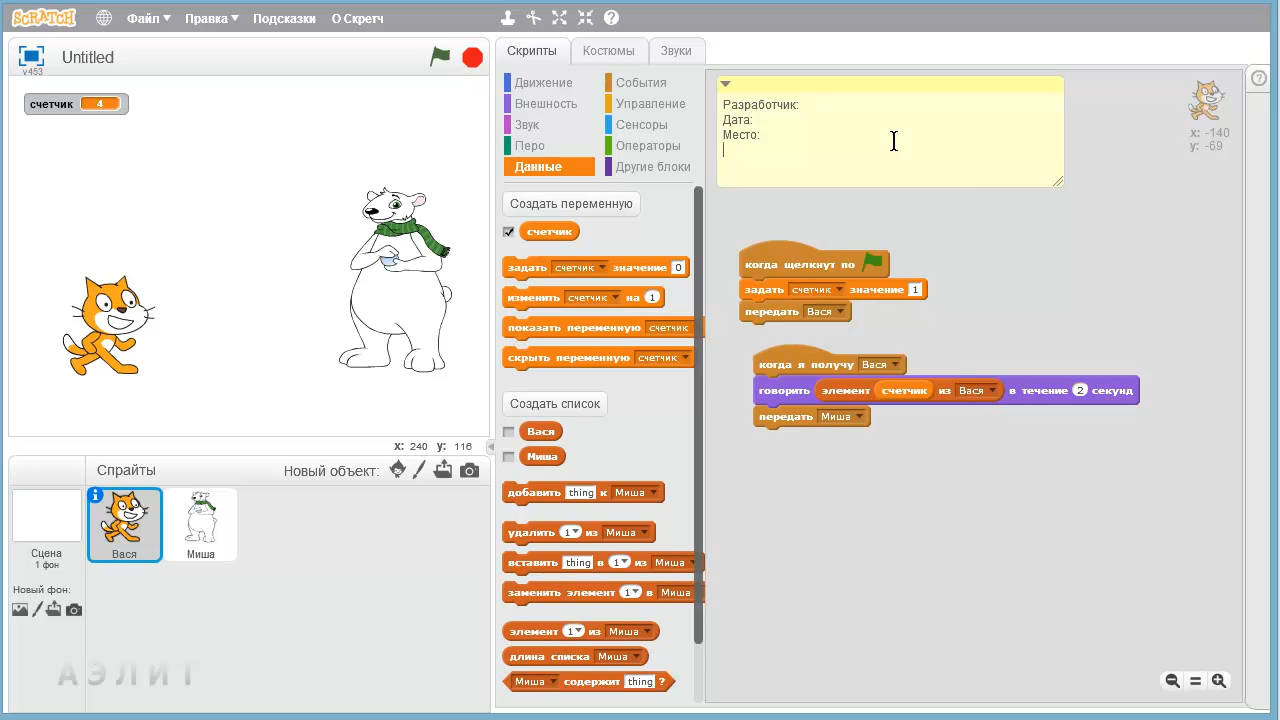 SCRATCH
Файл
Правка
Подсказки
О Скретч
v453
Untitled
счетчик 4
x: 240 y: 116
Спрайты
Новый объект:
Сцена
1 фон
Новый фон:
Вася
Миша
АЭЛИТ
Скрипты
Костюмы
Звуки
Движение
Внешность
Звук
Перо
Данные
События
Управление
Сенсоры
Операторы
Другие блоки
Создать переменную
счетчик
задать счетчик значение 0
изменить счетчик на 1
показать переменную счетчик
скрыть переменную счетчик
Создать список
Вася
Миша
добавить thing к Миша
удалить 1 из Миша
вставить thing в 1 из Миша
заменить элемент 1 в Миша
элемент 1 из Миша
длина списка Миша
Миша содержит thing ?
Разработчик:
Дата:
Место:
x: -140
y: -69
когда щелкнут по
задать счетчик значение 1
передать Вася
когда я получу Вася
говорить элемент счетчик из Вася в течение 2 секунд
передать Миша